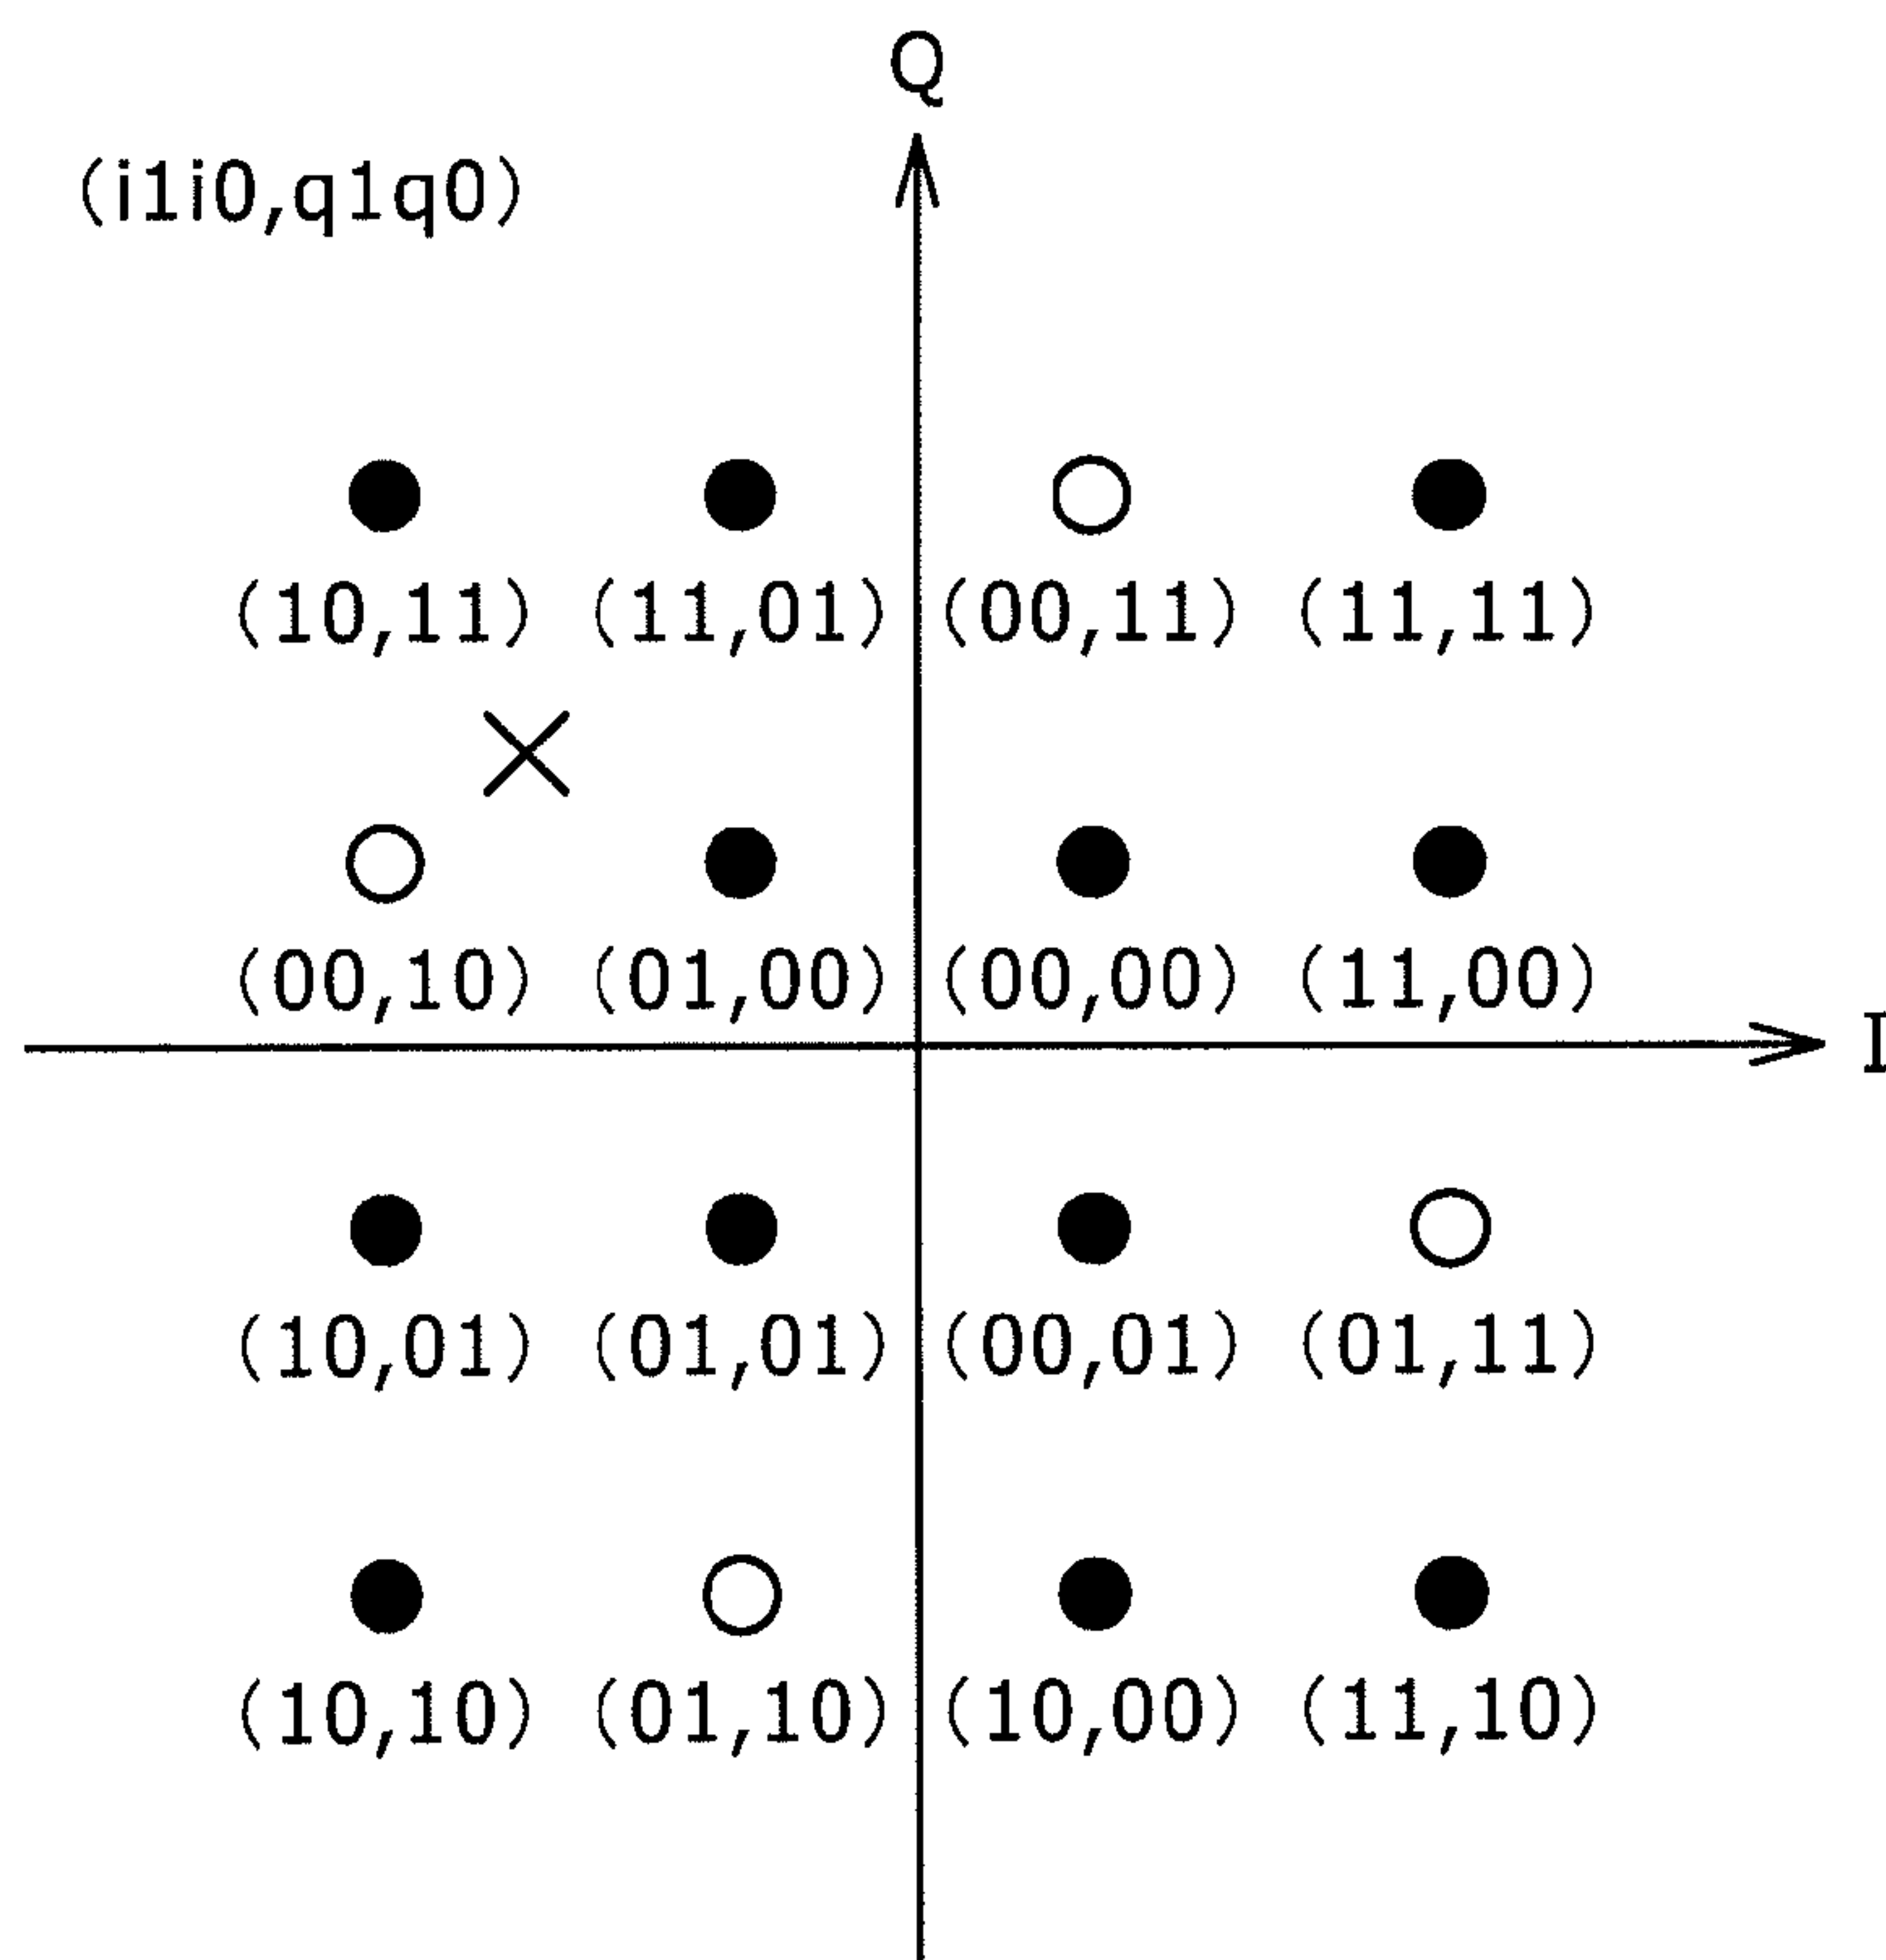 Q
(i1i0,q1q0)
(10,11) (11,01) (00,11) (11,11)
(00,10) (01,00) (00,00) (11,00)
I
(10,01) (01,01) (00,01) (01,11)
(10,10) (01,10) (10,00) (11,10)